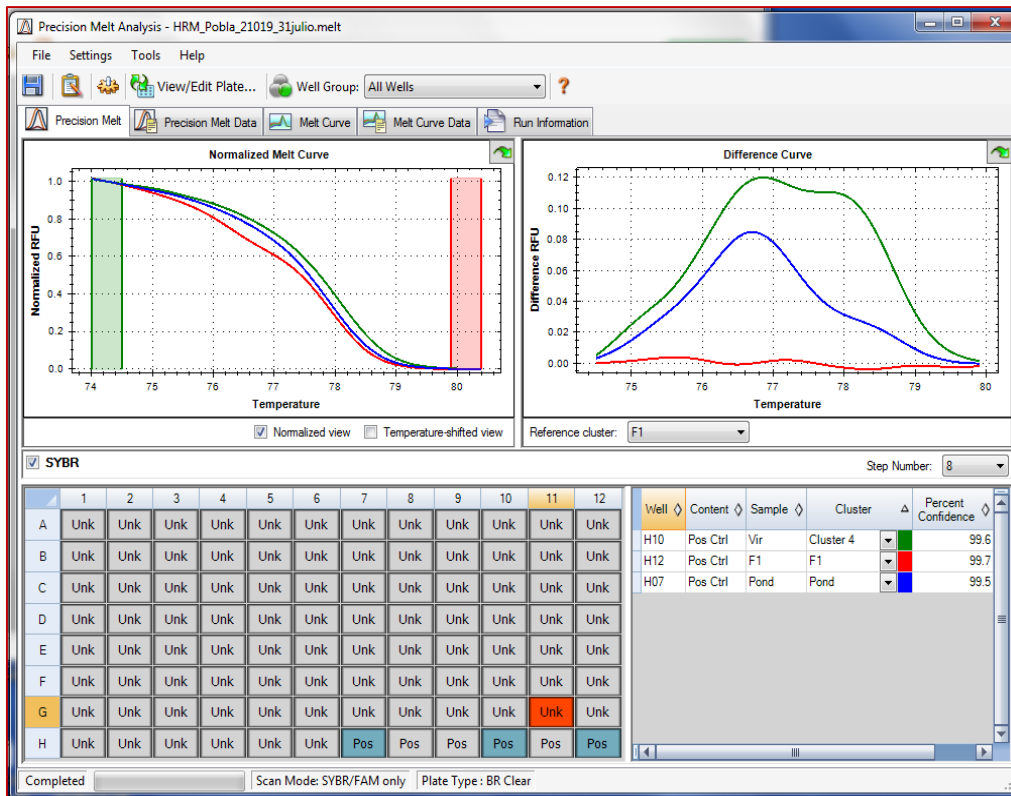 Precision Melt Analysis - HRM_Pobla_21019_31julio.melt
File Settings Tools Help
View/Edit Plate... Well Group: All Wells ?
Precision Melt Precision Melt Data Melt Curve Melt Curve Data Run Information
Normalized Melt Curve
Normalized RFU
1.0
0.8
0.6
0.4
0.2
0.0
74 75 76 77 78 79 80
Temperature
Normalized view Temperature-shifted view
Difference Curve
Difference RFU
0.12
0.10
0.08
0.06
0.04
0.02
0.00
75 76 77 78 79 80
Temperature
Reference cluster: F1
SYBR
Step Number: 8
1 2 3 4 5 6 7 8 9 10 11 12
A Unk Unk Unk Unk Unk Unk Unk Unk Unk Unk Unk Unk
B Unk Unk Unk Unk Unk Unk Unk Unk Unk Unk Unk Unk
C Unk Unk Unk Unk Unk Unk Unk Unk Unk Unk Unk Unk
D Unk Unk Unk Unk Unk Unk Unk Unk Unk Unk Unk Unk
E Unk Unk Unk Unk Unk Unk Unk Unk Unk Unk Unk Unk
F Unk Unk Unk Unk Unk Unk Unk Unk Unk Unk Unk Unk
G Unk Unk Unk Unk Unk Unk Unk Unk Unk Unk Unk Unk
H Unk Unk Unk Unk Unk Unk Pos Pos Pos Pos Pos Pos
Well Content Sample Cluster Percent
Confidence
H10 Pos Ctrl Vir Cluster 4 99.6
H12 Pos Ctrl F1 F1 99.7
H07 Pos Ctrl Pond Pond 99.5
Completed Scan Mode: SYBR/FAM only Plate Type : BR Clear